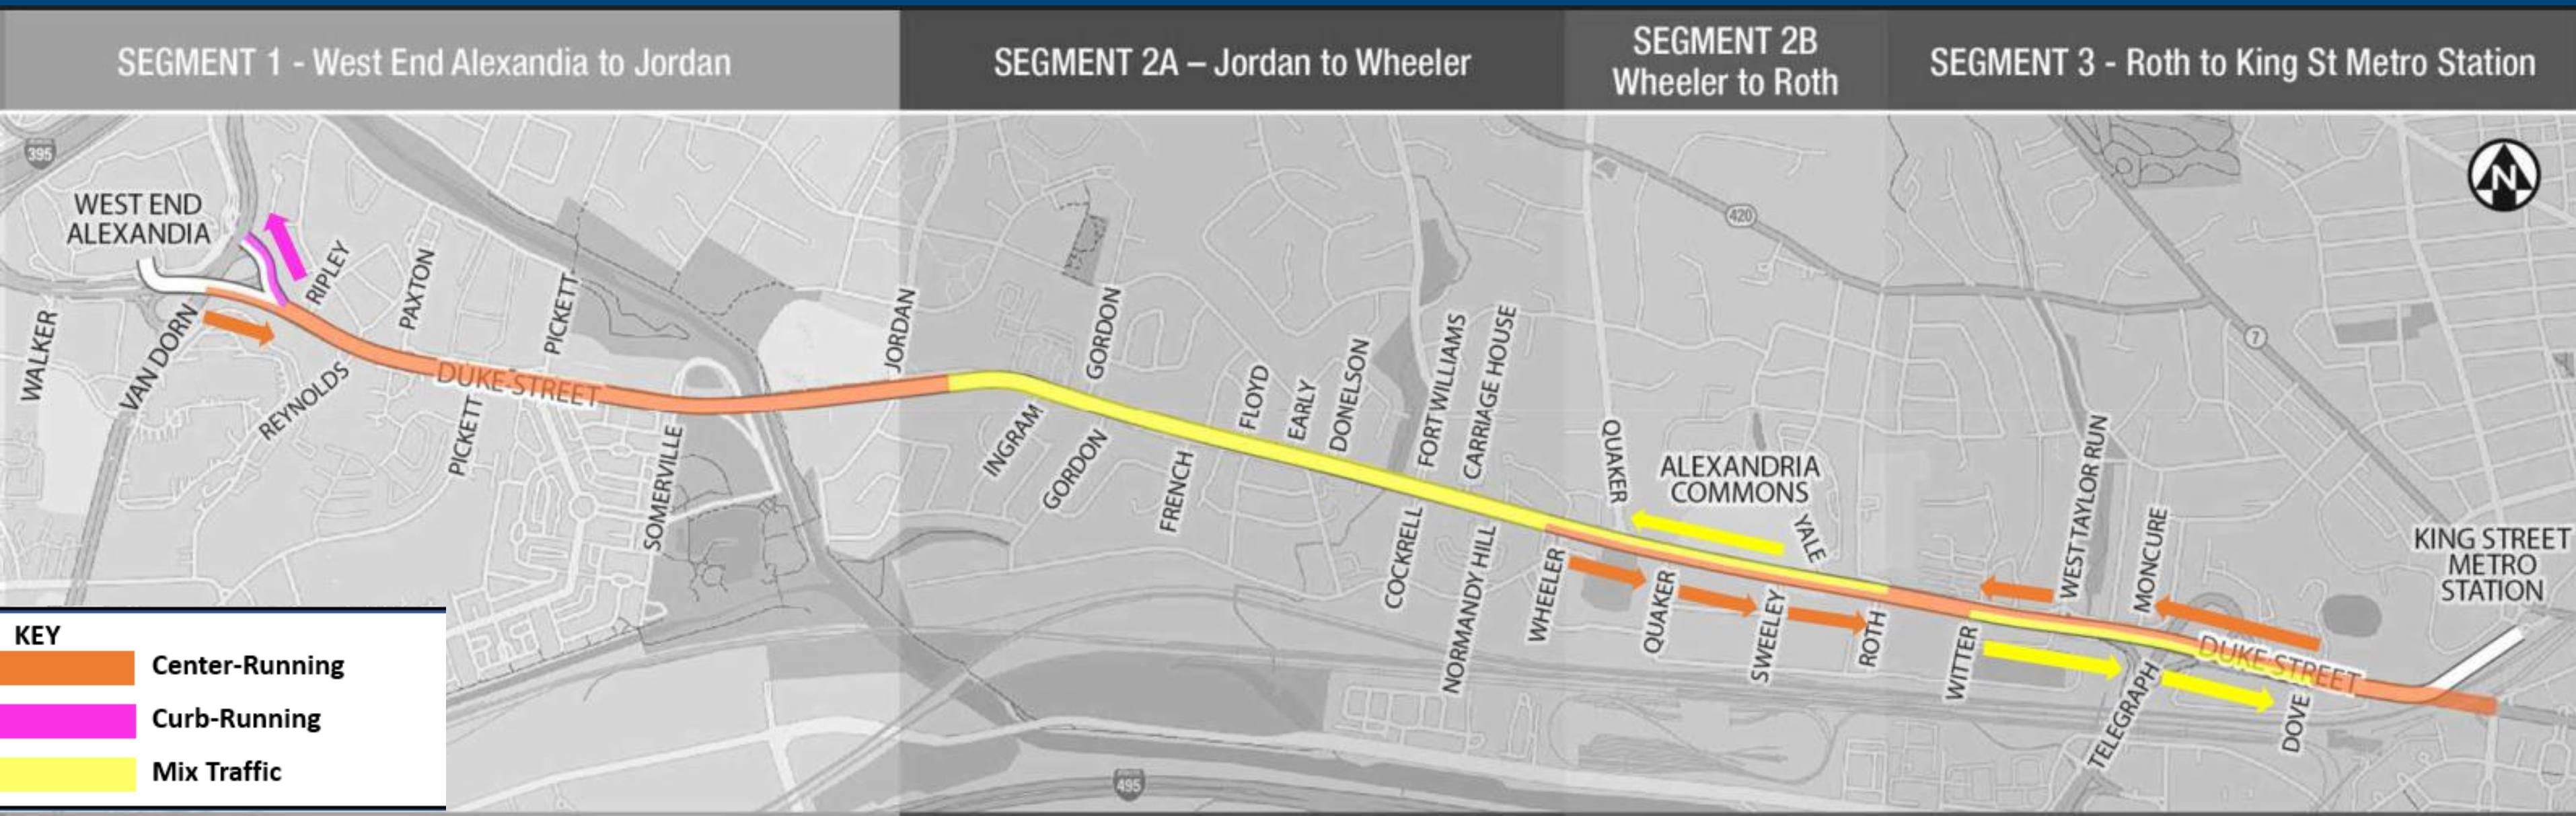 SEGMENT 1 - West End Alexandia to Jordan
SEGMENT 2A – Jordan to Wheeler
SEGMENT 2B
Wheeler to Roth
SEGMENT 3 - Roth to King St Metro Station
395
WEST END
ALEXANDIA
WALKER
VAN DORN
RIPLEY
REYNOLDS
PAXTON
PICKETT
PICKETT
DUKE STREET
SOMERVILLE
JORDAN
INGRAM
GORDON
GORDON
FRENCH
FLOYD
EARLY
DONELSON
COCKRELL
FORT WILLIAMS
NORMANDY HILL
CARRIAGE HOUSE
WHEELER
QUAKER
QUAKER
ALEXANDRIA
COMMONS
SWEELEY
YALE
ROTH
420
WITTER
WEST TAYLOR RUN
TELEGRAPH
MONCURE
DUKE STREET
DOVE
7
N
KING STREET
METRO
STATION
495
KEY
Center-Running
Curb-Running
Mix Traffic